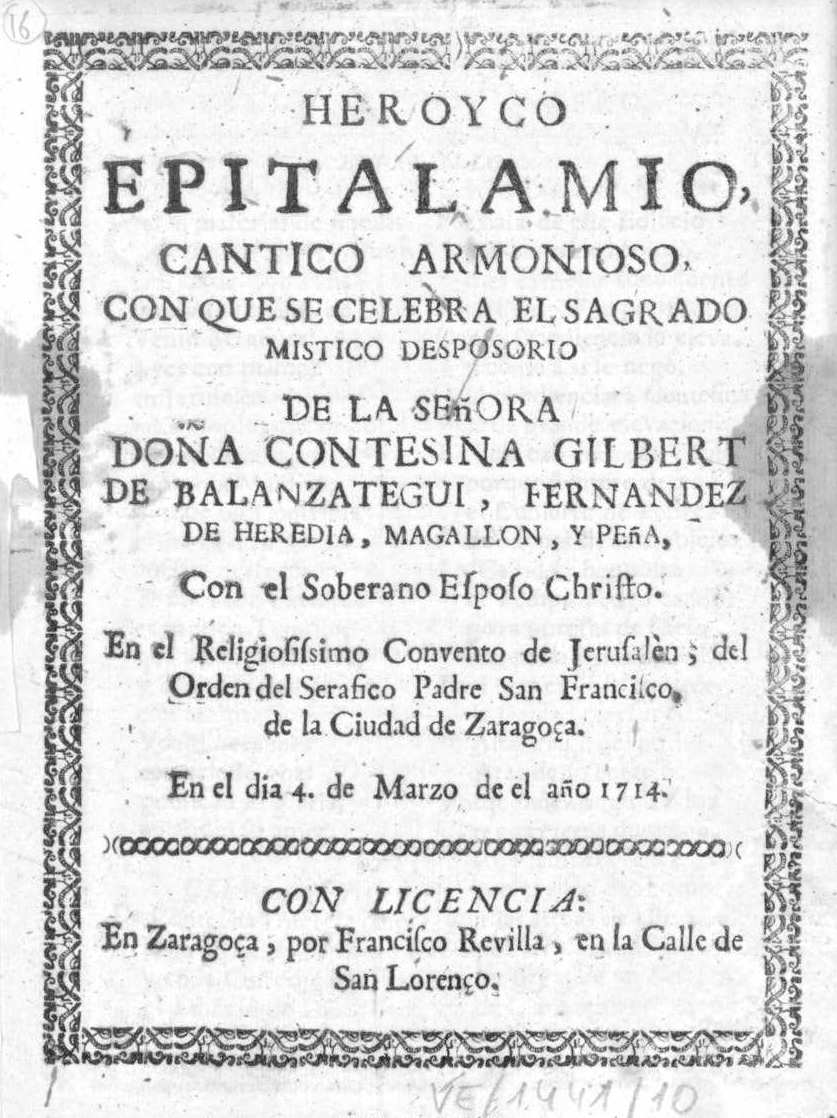 16
HEROYCO
EPITALAMIO,
CANTICO ARMONIOSO,
CON QUE SE CELEBRA EL SAGRADO
MISTICO DESPOSORIO
DE LA SEñORA
DOÑA CONTESINA GILBERT
DE BALANZATEGUI, FERNANDEZ
DE HEREDIA, MAGALLON, Y PEñA,
Con el Soberano Eſpoſo Chriſto.
En el Religioſiſsimo Convento de Jeruſalèn; del
Orden del Serafico Padre San Franciſco,
de la Ciudad de Zaragoça.
En el dia 4. de Marzo de el año 1714.
CON LICENCIA:
En Zaragoça, por Franciſco Revilla, en la Calle de
San Lorenço.
VE/1441/10